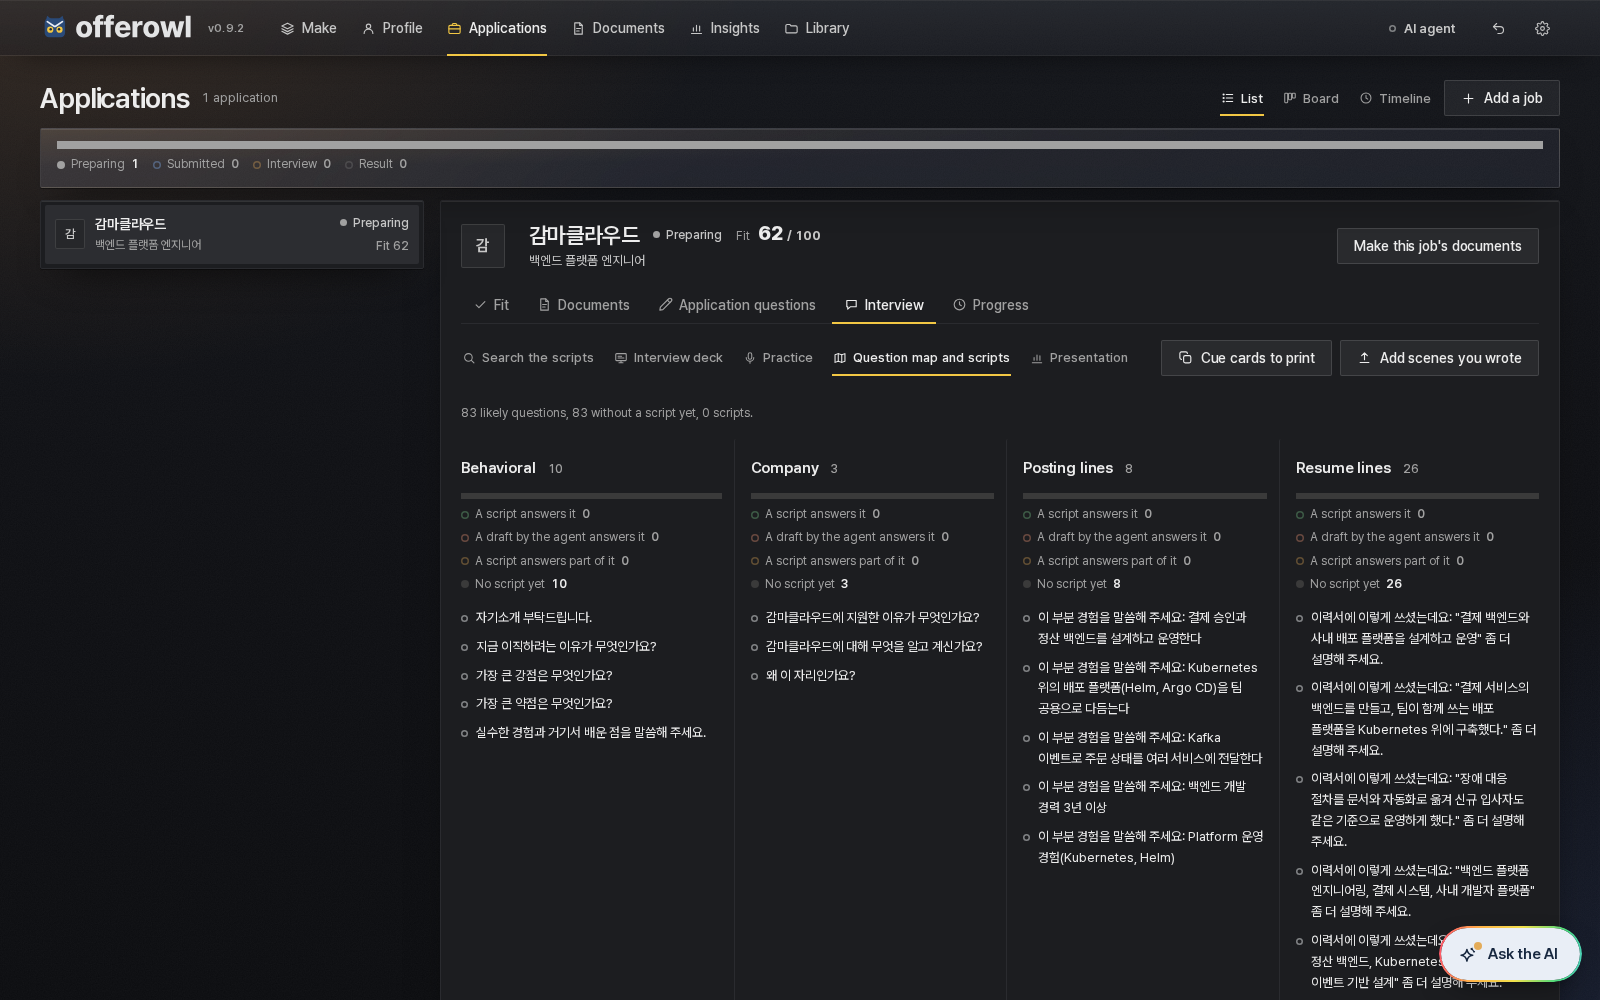 offerowl v0.9.2 Make Profile Applications Documents Insights Library AI agent
Applications 1 application List Board Timeline Add a job
Preparing 1 Submitted 0 Interview 0 Result 0
감 감마클라우드 Preparing
백엔드 플랫폼 엔지니어 Fit 62
감 감마클라우드 Preparing Fit 62 / 100
백엔드 플랫폼 엔지니어
Make this job's documents
Fit Documents Application questions Interview Progress
Search the scripts Interview deck Practice Question map and scripts Presentation Cue cards to print Add scenes you wrote
83 likely questions, 83 without a script yet, 0 scripts.
Behavioral 10
A script answers it 0
A draft by the agent answers it 0
A script answers part of it 0
No script yet 10
자기소개 부탁드립니다.
지금 이직하려는 이유가 무엇인가요?
가장 큰 강점은 무엇인가요?
가장 큰 약점은 무엇인가요?
실수한 경험과 거기서 배운 점을 말씀해 주세요.
Company 3
A script answers it 0
A draft by the agent answers it 0
A script answers part of it 0
No script yet 3
감마클라우드에 지원한 이유가 무엇인가요?
감마클라우드에 대해 무엇을 알고 계신가요?
왜 이 자리인가요?
Posting lines 8
A script answers it 0
A draft by the agent answers it 0
A script answers part of it 0
No script yet 8
이 부분 경험을 말씀해 주세요: 결제 승인과
정산 백엔드를 설계하고 운영한다
이 부분 경험을 말씀해 주세요: Kubernetes
위의 배포 플랫폼(Helm, Argo CD)을 팀
공용으로 다듬는다
이 부분 경험을 말씀해 주세요: Kafka
이벤트로 주문 상태를 여러 서비스에 전달한다
이 부분 경험을 말씀해 주세요: 백엔드 개발
경력 3년 이상
이 부분 경험을 말씀해 주세요: Platform 운영
경험(Kubernetes, Helm)
Resume lines 26
A script answers it 0
A draft by the agent answers it 0
A script answers part of it 0
No script yet 26
이력서에 이렇게 쓰셨는데요: "결제 백엔드와
사내 배포 플랫폼을 설계하고 운영" 좀 더
설명해 주세요.
이력서에 이렇게 쓰셨는데요: "결제 서비스의
백엔드를 만들고, 팀이 함께 쓰는 배포
플랫폼을 Kubernetes 위에 구축했다." 좀 더
설명해 주세요.
이력서에 이렇게 쓰셨는데요: "장애 대응
절차를 문서와 자동화로 옮겨 신규 입사자도
같은 기준으로 운영하게 했다." 좀 더 설명해
주세요.
이력서에 이렇게 쓰셨는데요: "백엔드 플랫폼
엔지니어링, 결제 시스템, 사내 개발자 플랫폼"
좀 더 설명해 주세요.
이력서에 이렇게 쓰셨는데요
정산 백엔드, Kubernetes
이벤트 기반 설계" 좀 더 설명해 주세요.
Ask the AI